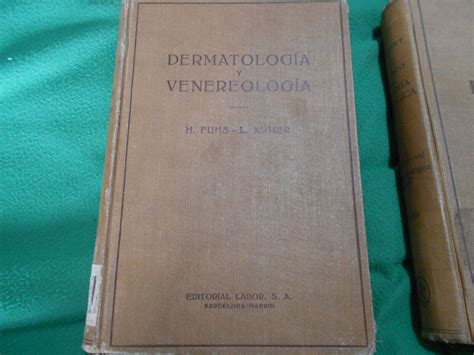 DERMATOLOGÍA
Y
VENEREOLOGÍA
H. FUHS - L. KUMER
EDITORIAL LABOR, S. A.
BARCELONA-MADRID